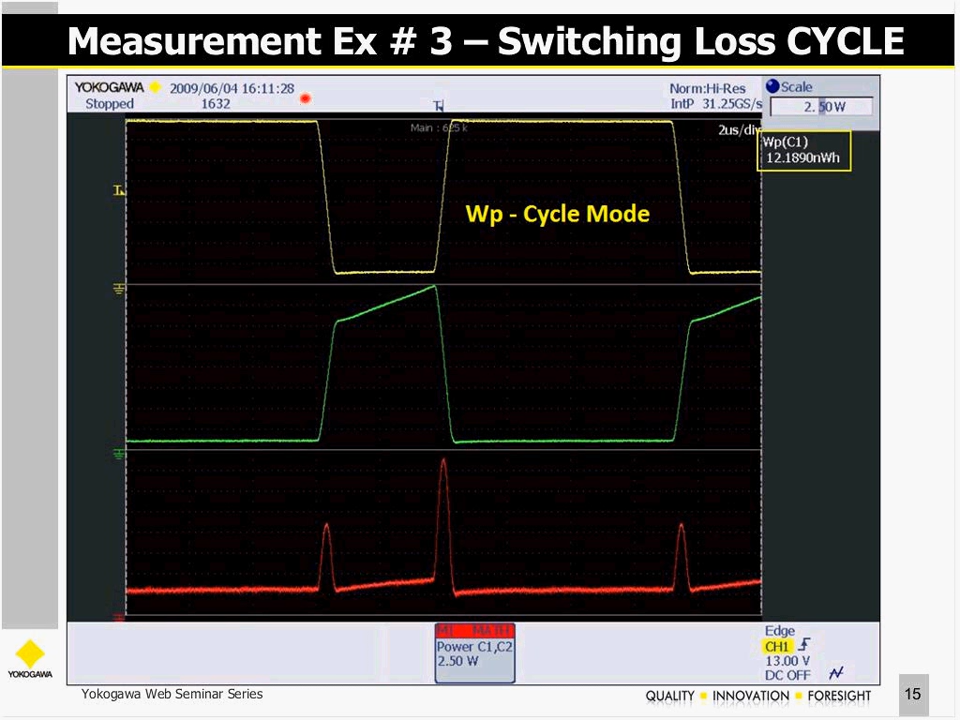 Measurement Ex # 3 – Switching Loss CYCLE
YOKOGAWA 2009/06/04 16:11:28 Norm:Hi-Res Scale
Stopped 1632 IntP 31.25GS/s 2.50W
Main : 625 k 2us/div
Wp(C1)
12.1890nWh
Wp - Cycle Mode
M1 MATH
Power C1,C2
2.50 W
Edge
CH1
13.00 V
DC OFF
YOKOGAWA
Yokogawa Web Seminar Series QUALITY INNOVATION FORESIGHT 15